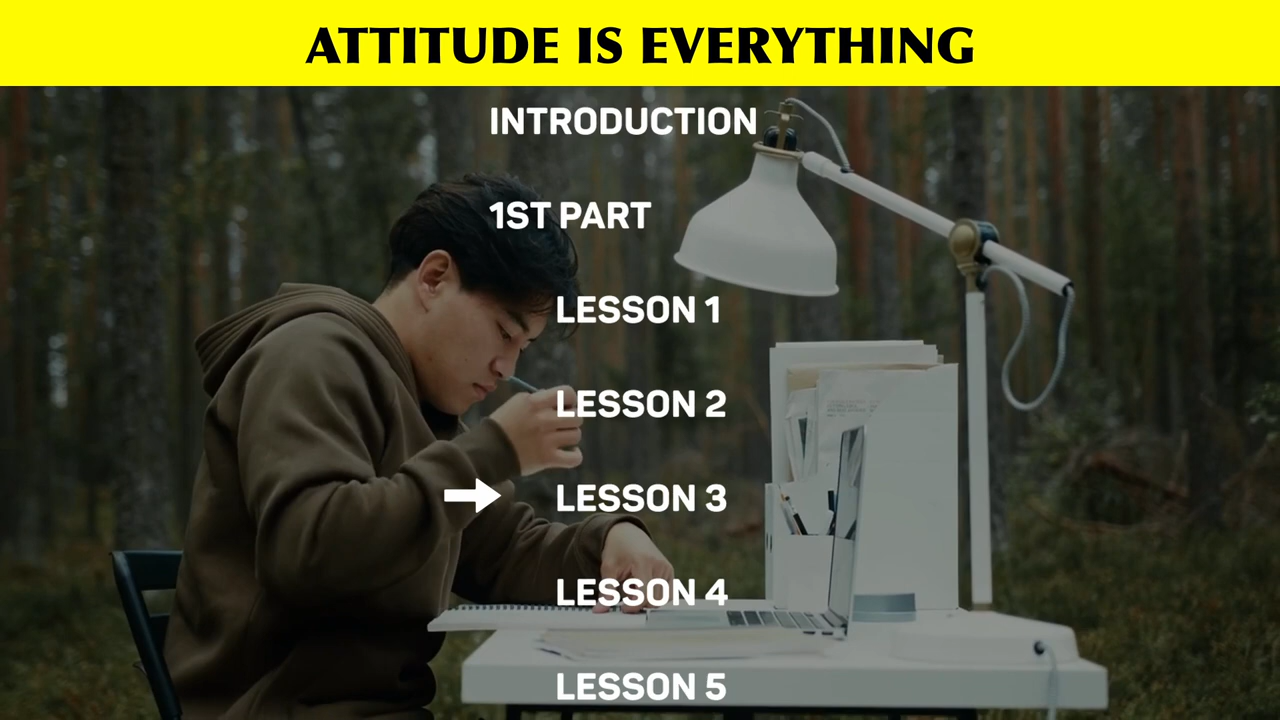 ATTITUDE IS EVERYTHING
INTRODUCTION
1ST PART
LESSON 1
LESSON 2
LESSON 3
LESSON 4
LESSON 5